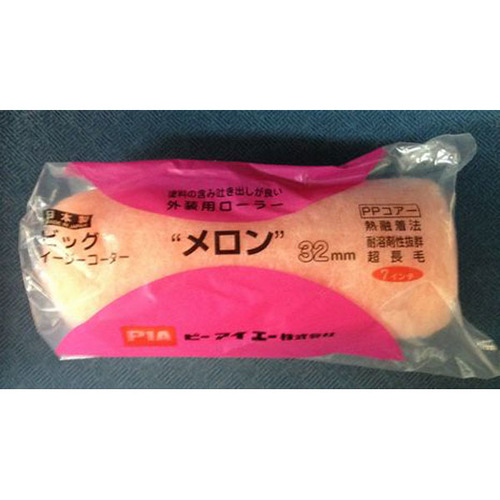 塗料の含み吐き出しが良い
外装用ローラー
日本製
ビッグ
イージーコーター
"メロン"
32mm
PPコアー
熱融着法
耐溶剤性抜群
超長毛
7インチ
PIA ピーアイエー株式会社